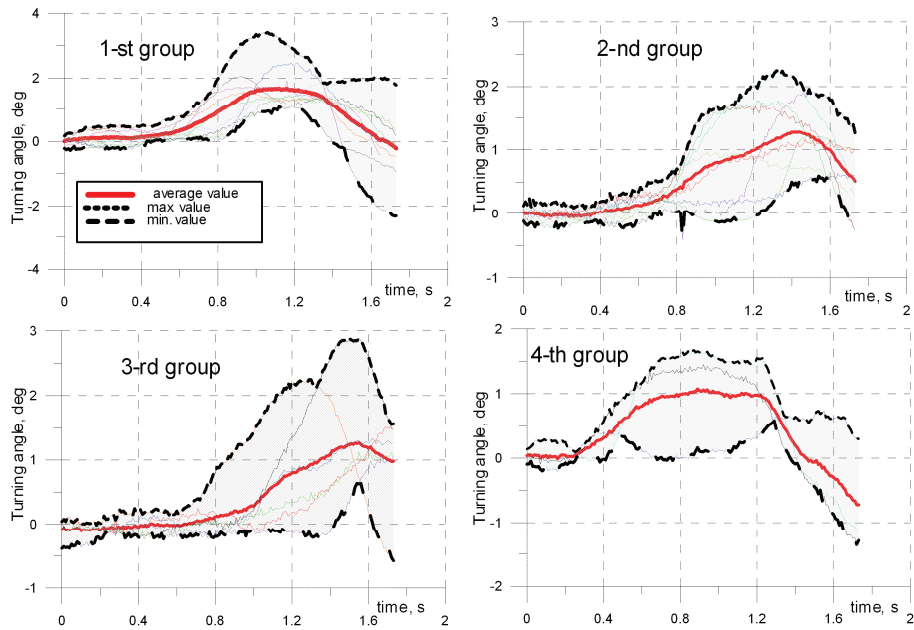 1-st group
Turning angle, deg
4
2
0
-2
-4
average value
max value
min. value
time, s
0 0.4 0.8 1.2 1.6 2
2-nd group
Turning angle, deg
3
2
1
0
-1
time, s
0 0.4 0.8 1.2 1.6 2
3-rd group
Turning angle, deg
3
2
1
0
-1
time, s
0 0.4 0.8 1.2 1.6 2
4-th group
Turning angle, deg
2
1
0
-1
-2
time, s
0 0.4 0.8 1.2 1.6 2